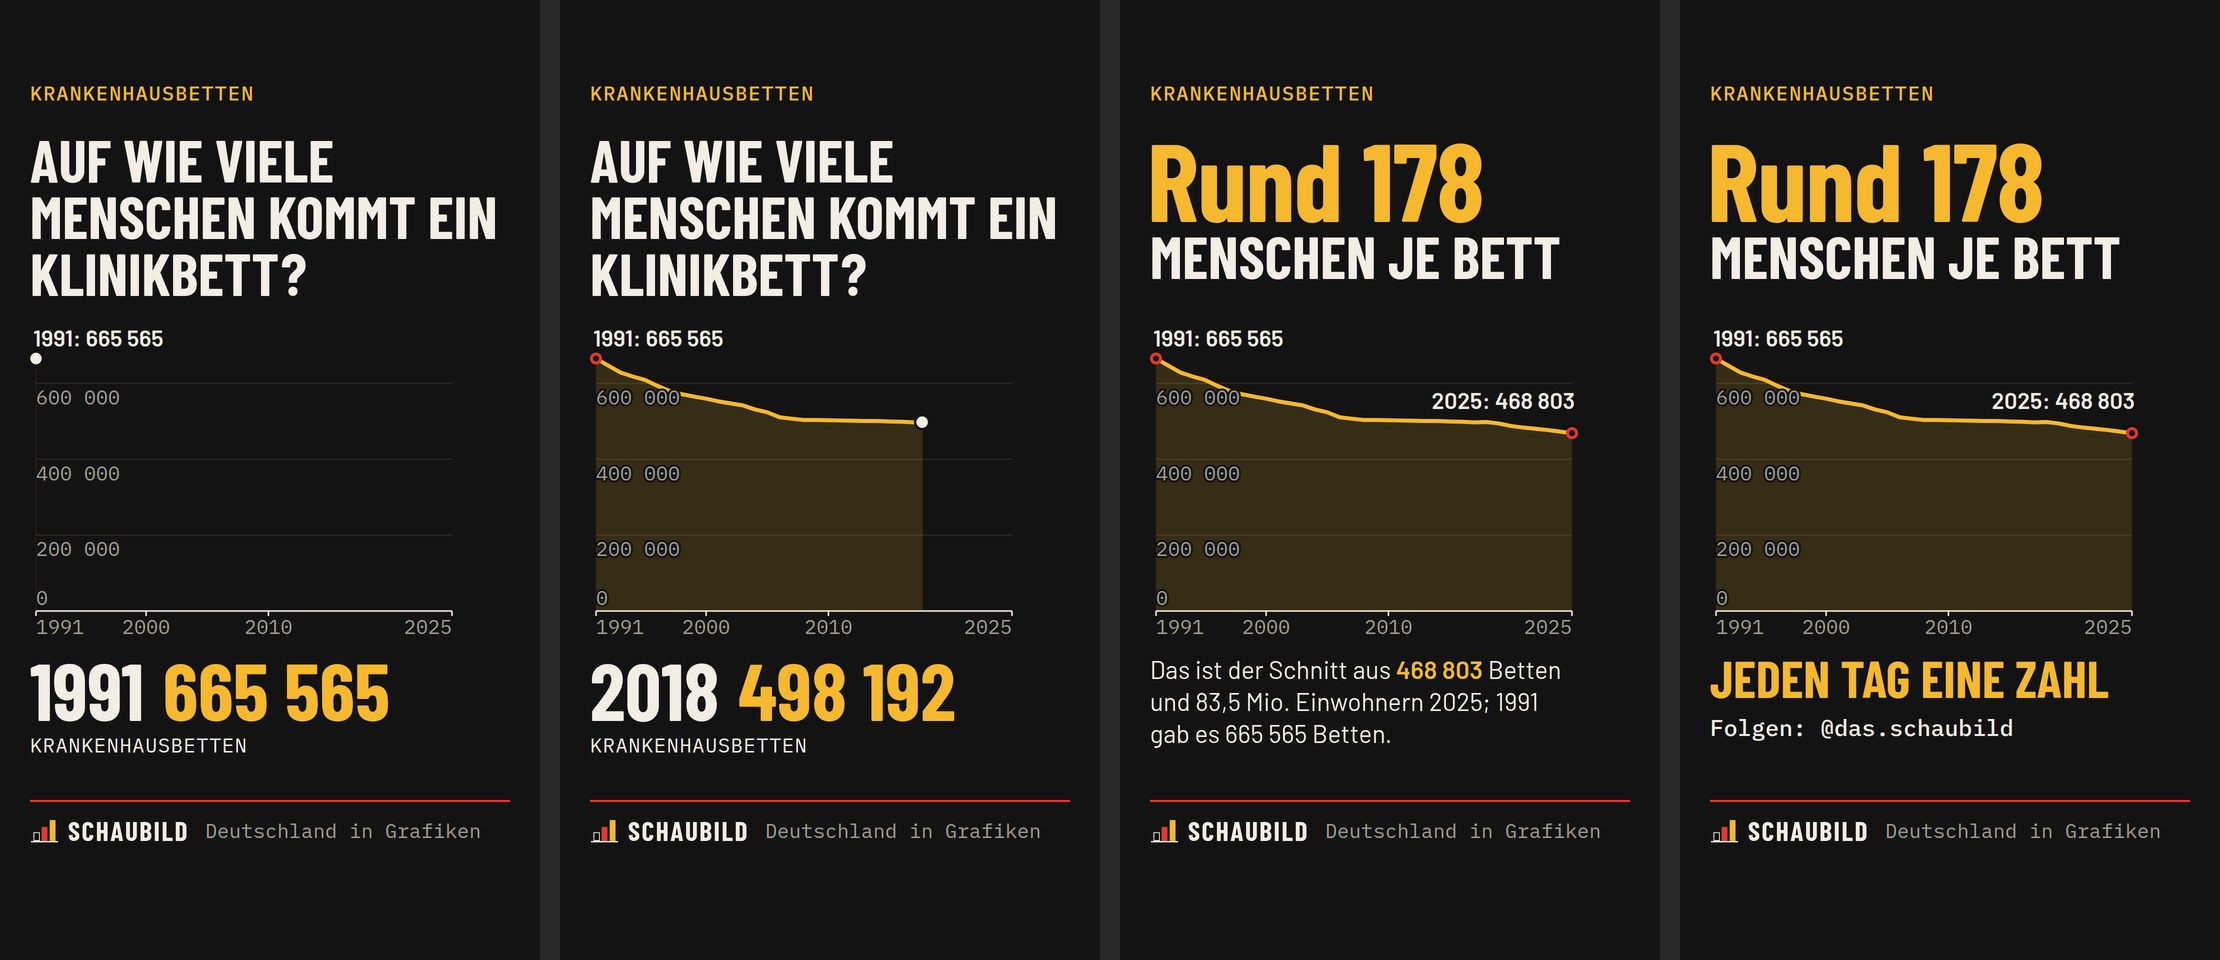 KRANKENHAUSBETTEN
AUF WIE VIELE
MENSCHEN KOMMT EIN
KLINIKBETT?
1991: 665 565
600 000
400 000
200 000
0
1991 2000 2010 2025
1991 665 565
KRANKENHAUSBETTEN
SCHAUBILD Deutschland in Grafiken
KRANKENHAUSBETTEN
AUF WIE VIELE
MENSCHEN KOMMT EIN
KLINIKBETT?
1991: 665 565
600 000
400 000
200 000
0
1991 2000 2010 2025
2018 498 192
KRANKENHAUSBETTEN
SCHAUBILD Deutschland in Grafiken
KRANKENHAUSBETTEN
Rund 178
MENSCHEN JE BETT
1991: 665 565
600 000
2025: 468 803
400 000
200 000
0
1991 2000 2010 2025
Das ist der Schnitt aus 468 803 Betten
und 83,5 Mio. Einwohnern 2025; 1991
gab es 665 565 Betten.
SCHAUBILD Deutschland in Grafiken
KRANKENHAUSBETTEN
Rund 178
MENSCHEN JE BETT
1991: 665 565
600 000
2025: 468 803
400 000
200 000
0
1991 2000 2010 2025
JEDEN TAG EINE ZAHL
Folgen: @das.schaubild
SCHAUBILD Deutschland in Grafiken